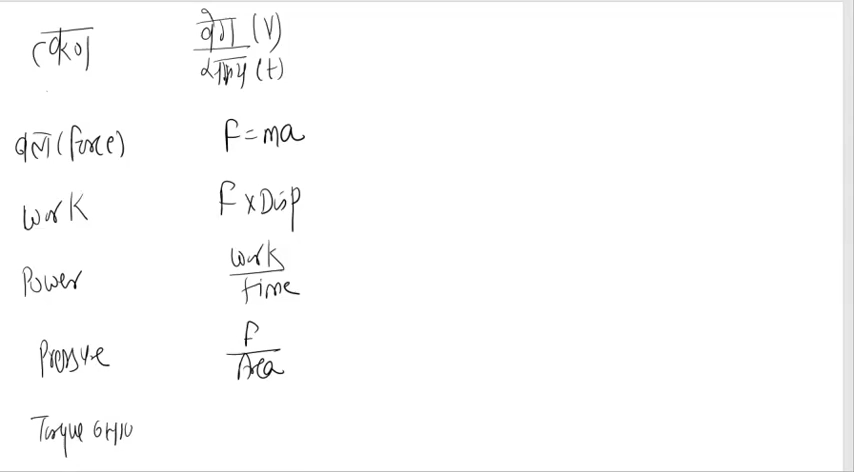 त्वरण वेग (V)
समय (t)
बल (Force) F = ma
Work F x Disp
Power Work
Time
Pressure F
Area
Torque